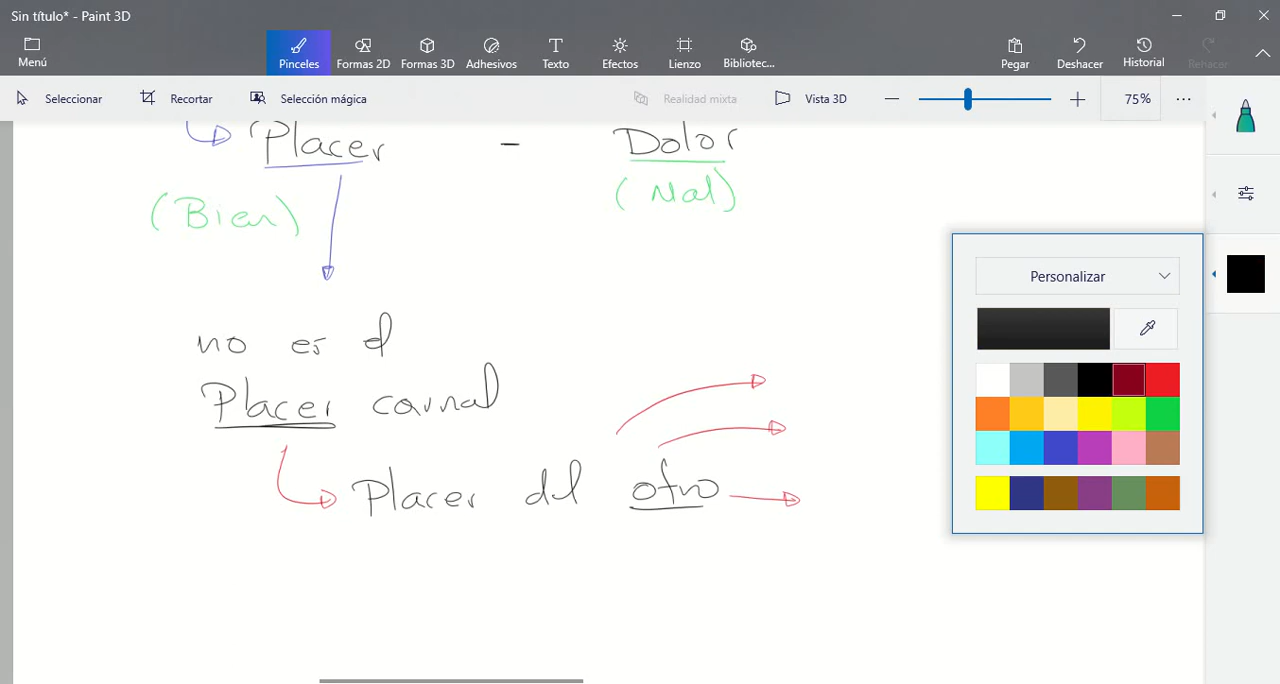 Sin título* - Paint 3D
Menú
Pinceles Formas 2D Formas 3D Adhesivos Texto Efectos Lienzo Bibliotec... Pegar Deshacer Historial Rehacer
Seleccionar Recortar Selección mágica Realidad mixta Vista 3D 75%
Placer - Dolor
(Bien) (Mal)
no es el
Placer carnal
Placer del otro
Personalizar